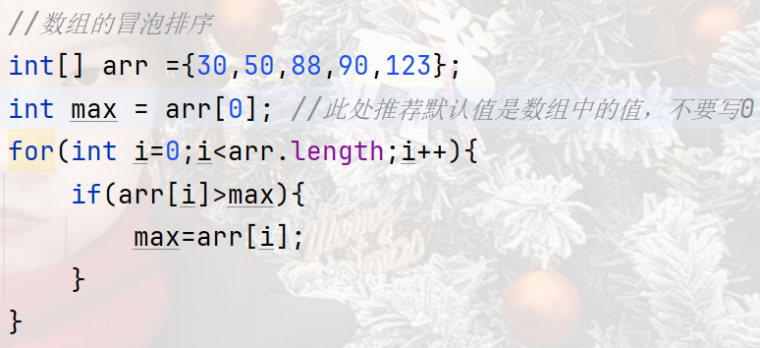 //数组的冒泡排序
int[] arr ={30,50,88,90,123};
int max = arr[0]; //此处推荐默认值是数组中的值，不要写0
for(int i=0;i<arr.length;i++){
    if(arr[i]>max){
        max=arr[i];
    }
}